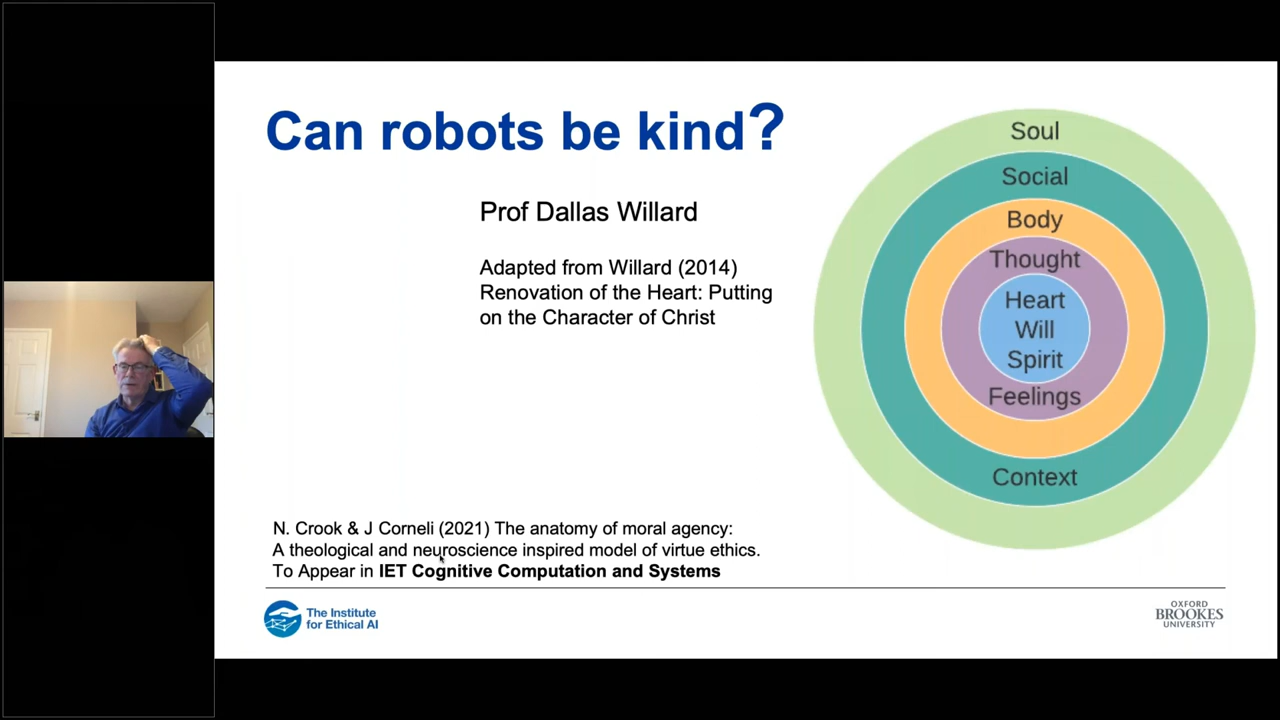 Can robots be kind?
Prof Dallas Willard
Adapted from Willard (2014)
Renovation of the Heart: Putting
on the Character of Christ
Soul
Social
Body
Thought
Heart
Will
Spirit
Feelings
Context
N. Crook & J Corneli (2021) The anatomy of moral agency:
A theological and neuroscience inspired model of virtue ethics.
To Appear in IET Cognitive Computation and Systems
The Institute
for Ethical AI
OXFORD
BROOKES
UNIVERSITY